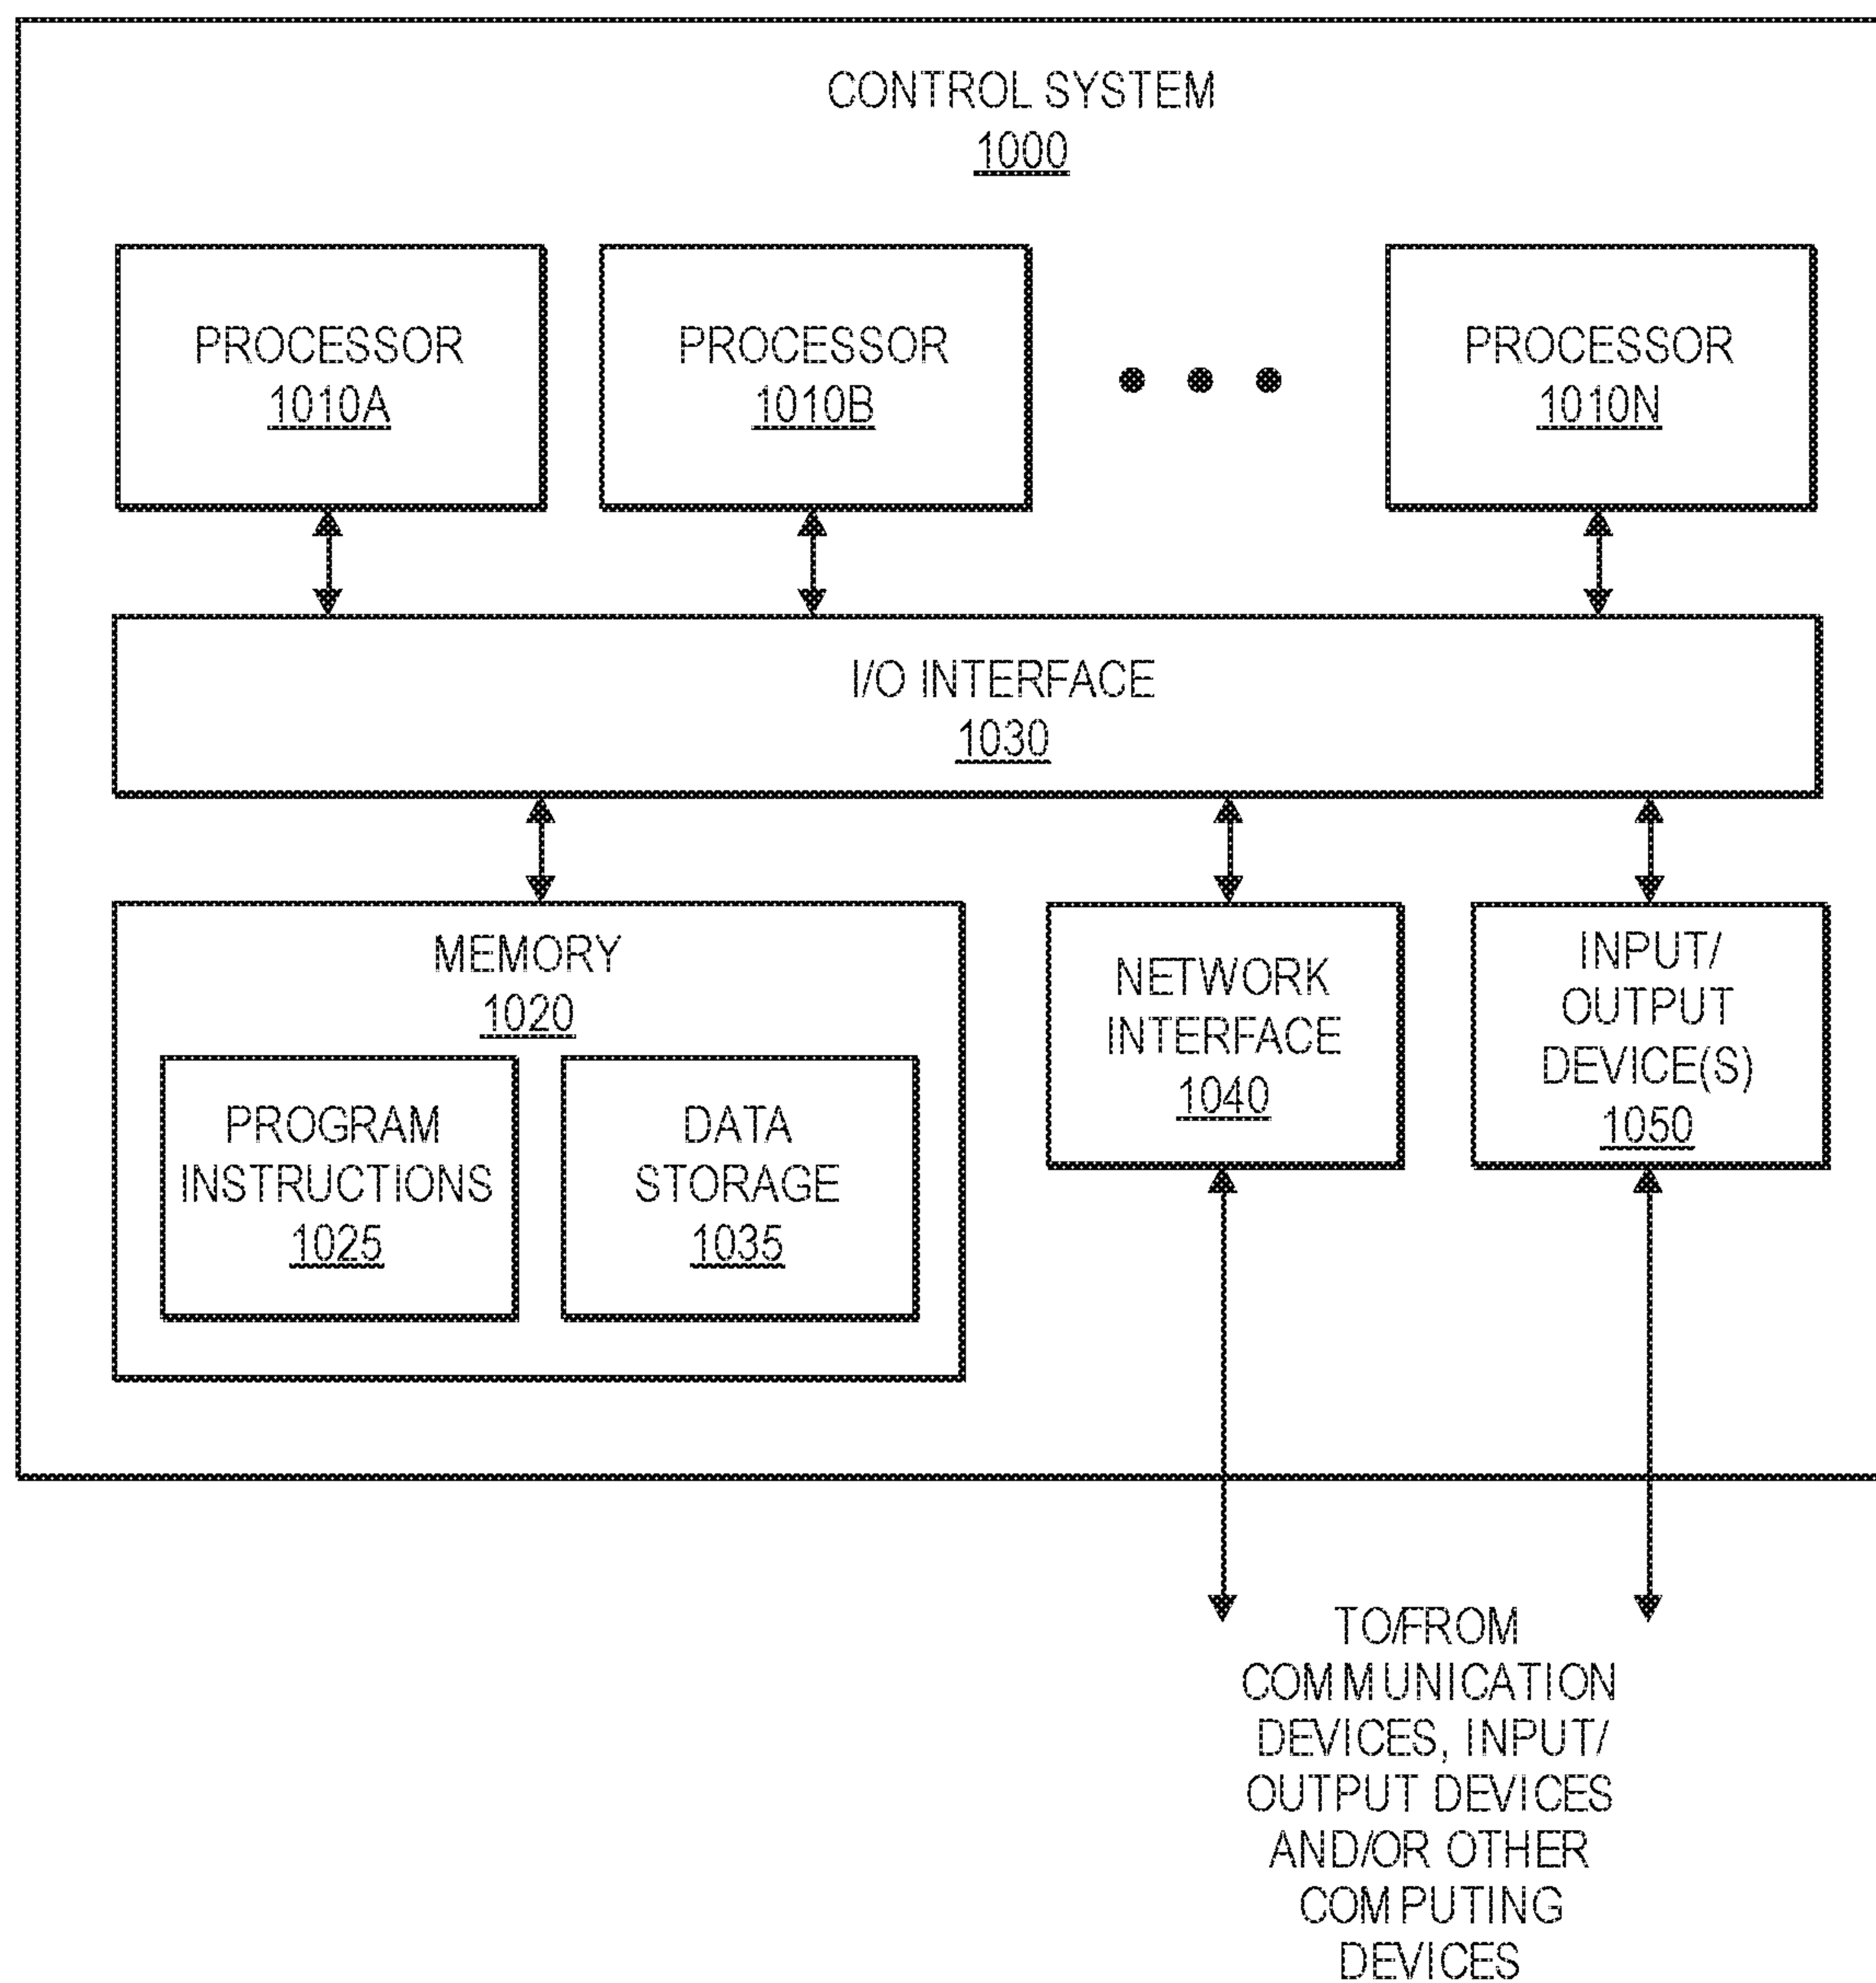 CONTROL SYSTEM
1000
PROCESSOR
1010A
PROCESSOR
1010B
PROCESSOR
1010N
I/O INTERFACE
1030
MEMORY
1020
PROGRAM
INSTRUCTIONS
1025
DATA
STORAGE
1035
NETWORK
INTERFACE
1040
INPUT/
OUTPUT
DEVICE(S)
1050
TO/FROM
COMMUNICATION
DEVICES, INPUT/
OUTPUT DEVICES
AND/OR OTHER
COMPUTING
DEVICES